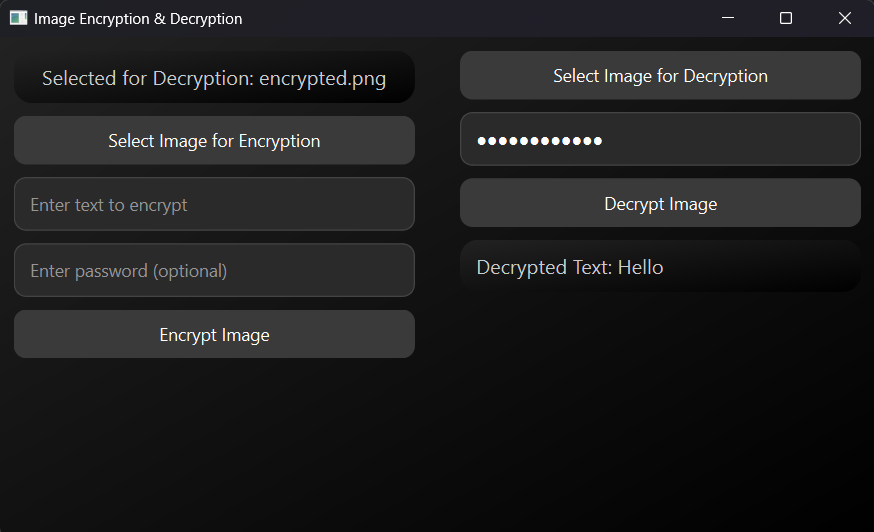 Image Encryption & Decryption
Selected for Decryption: encrypted.png
Select Image for Encryption
Enter text to encrypt
Enter password (optional)
Encrypt Image
Select Image for Decryption
●●●●●●●●●●●●
Decrypt Image
Decrypted Text: Hello